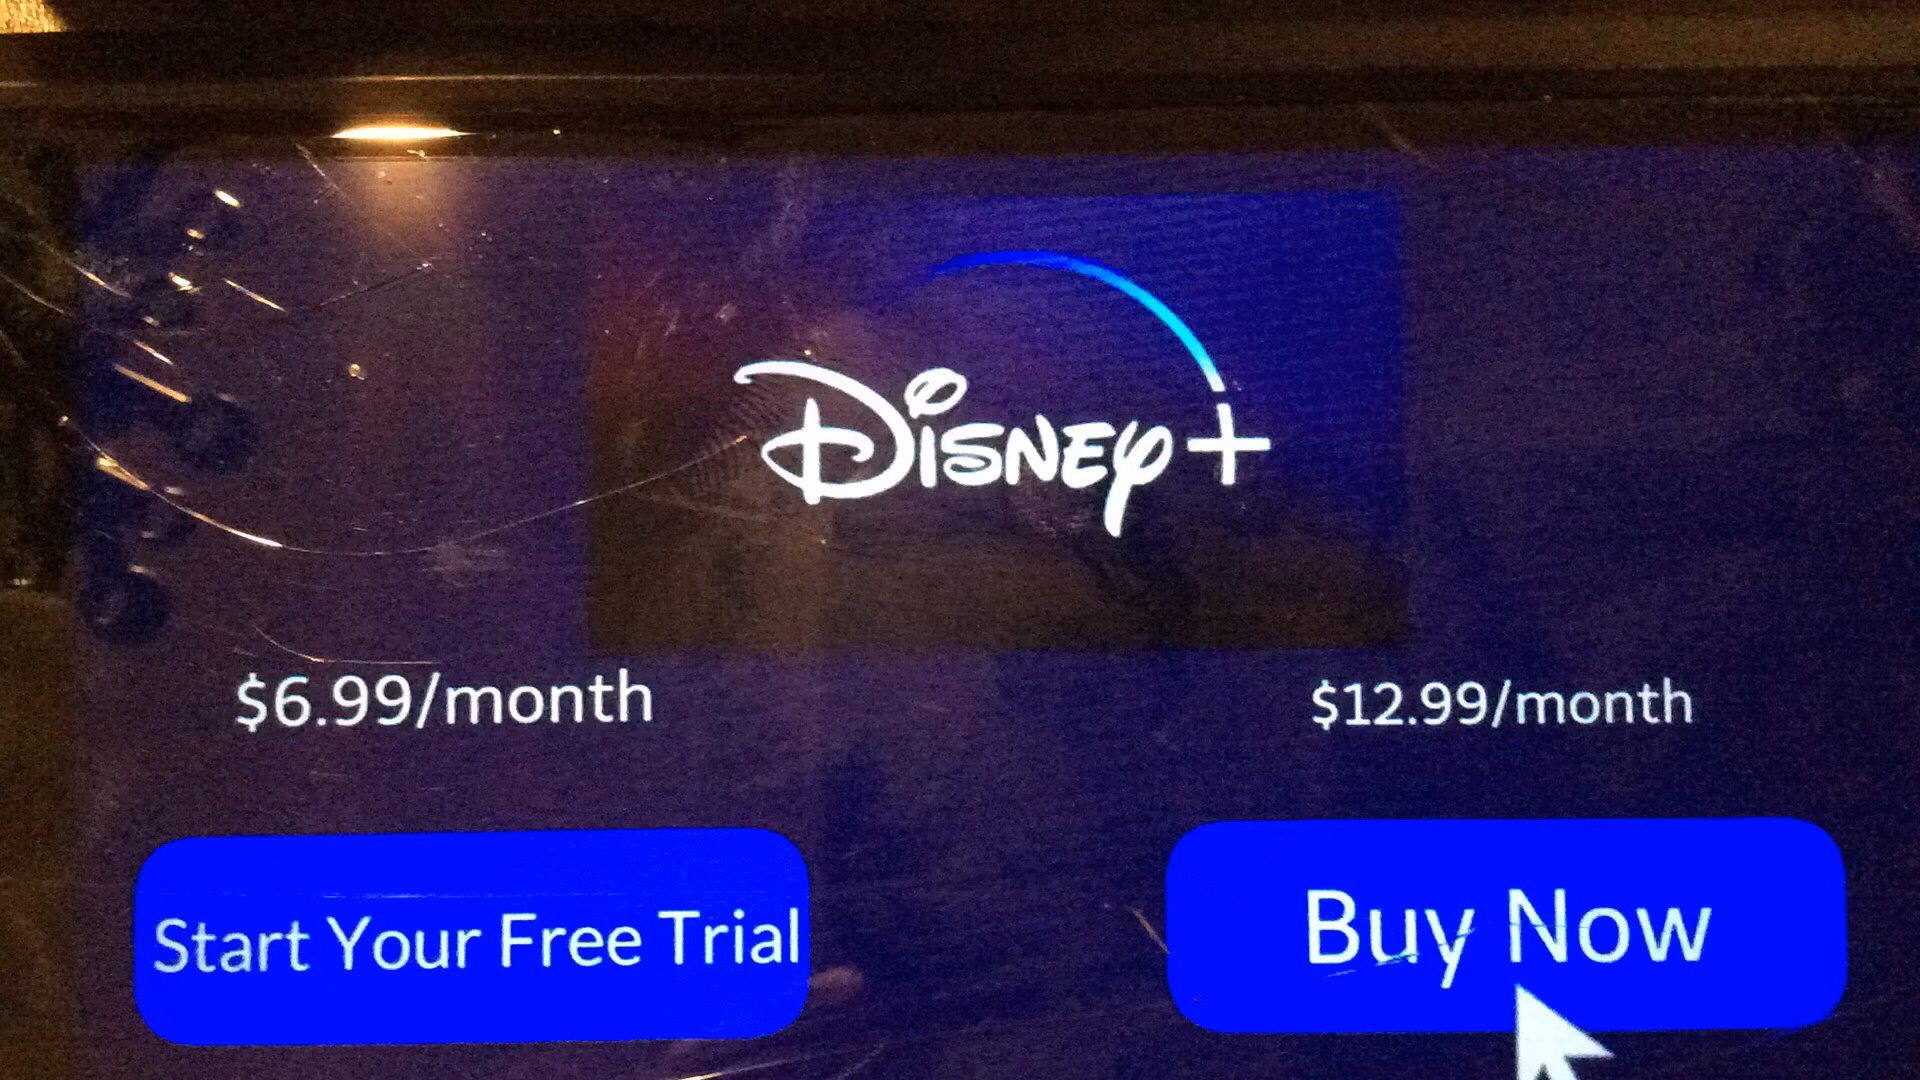 Disney+
$6.99/month
$12.99/month
Start Your Free Trial
Buy Now